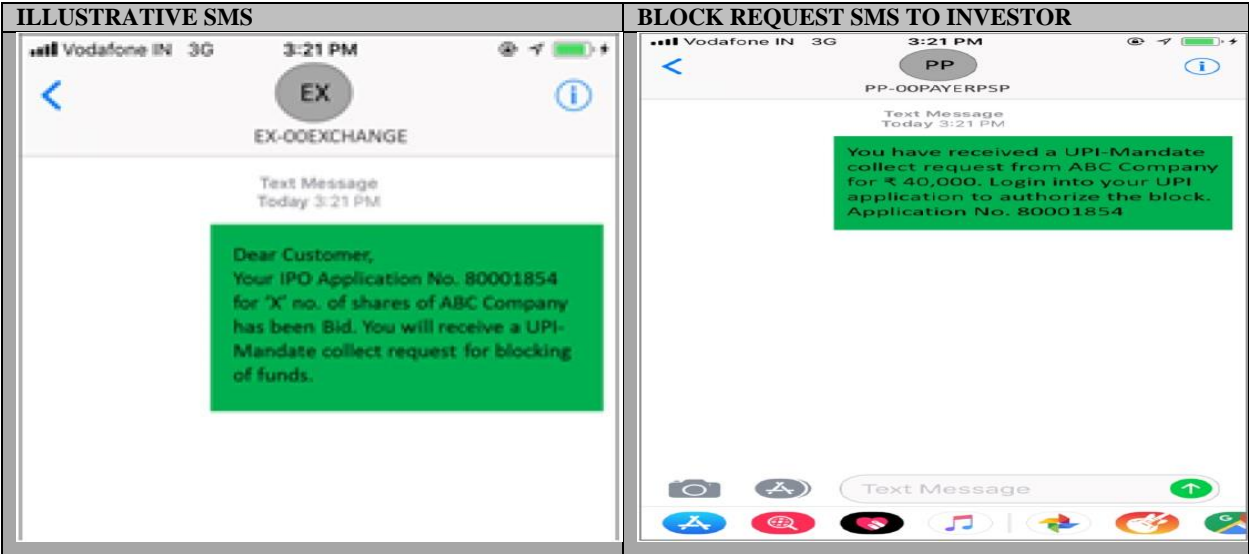 ILLUSTRATIVE SMS
Vodafone IN 3G 3:21 PM
EX
EX-00EXCHANGE
Text Message
Today 3:21 PM
Dear Customer,
Your IPO Application No. 80001854
for 'X' no. of shares of ABC Company
has been Bid. You will receive a UPI-
Mandate collect request for blocking
of funds.
BLOCK REQUEST SMS TO INVESTOR
Vodafone IN 3G 3:21 PM
PP
PP-00PAYERPSP
Text Message
Today 3:21 PM
You have received a UPI-Mandate
collect request from ABC Company
for ₹ 40,000. Login into your UPI
application to authorize the block.
Application No. 80001854
Text Message